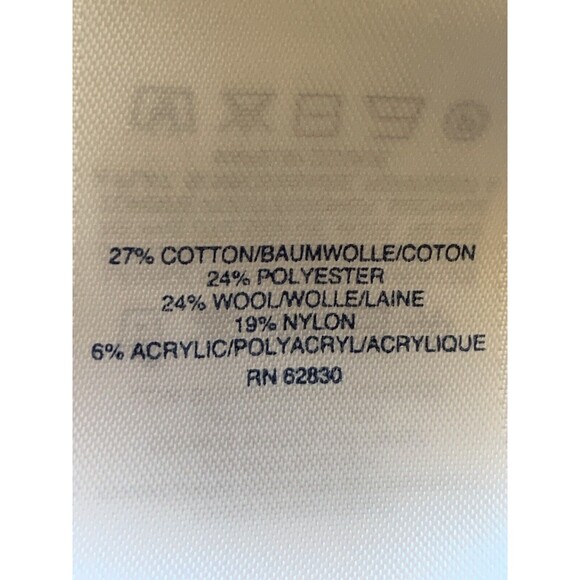 27% COTTON/BAUMWOLLE/COTON
24% POLYESTER
24% WOOL/WOLLE/LAINE
19% NYLON
6% ACRYLIC/POLYACRYL/ACRYLIQUE
RN 62830